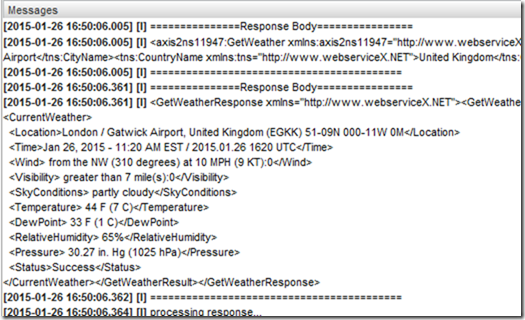 Messages
[2015-01-26 16:50:06.005] [I] ===============Response Body================
[2015-01-26 16:50:06.005] [I] <axis2ns11947:GetWeather xmlns:axis2ns11947="http://www.webserviceX
Airport</tns:CityName><tns:CountryName xmlns:tns="http://www.webserviceX.NET">United Kingdom</tns:
[2015-01-26 16:50:06.005] [I] ==========================================
[2015-01-26 16:50:06.361] [I] ===============Response Body================
[2015-01-26 16:50:06.361] [I] <GetWeatherResponse xmlns="http://www.webserviceX.NET"><GetWeathe
<CurrentWeather>
<Location>London / Gatwick Airport, United Kingdom (EGKK) 51-09N 000-11W 0M</Location>
<Time>Jan 26, 2015 - 11:20 AM EST / 2015.01.26 1620 UTC</Time>
<Wind> from the NW (310 degrees) at 10 MPH (9 KT):0</Wind>
<Visibility> greater than 7 mile(s):0</Visibility>
<SkyConditions> partly cloudy</SkyConditions>
<Temperature> 44 F (7 C)</Temperature>
<DewPoint> 33 F (1 C)</DewPoint>
<RelativeHumidity> 65%</RelativeHumidity>
<Pressure> 30.27 in. Hg (1025 hPa)</Pressure>
<Status>Success</Status>
</CurrentWeather></GetWeatherResult></GetWeatherResponse>
[2015-01-26 16:50:06.362] [I] ==========================================
[2015-01-26 16:50:06.364] [I] processing response...